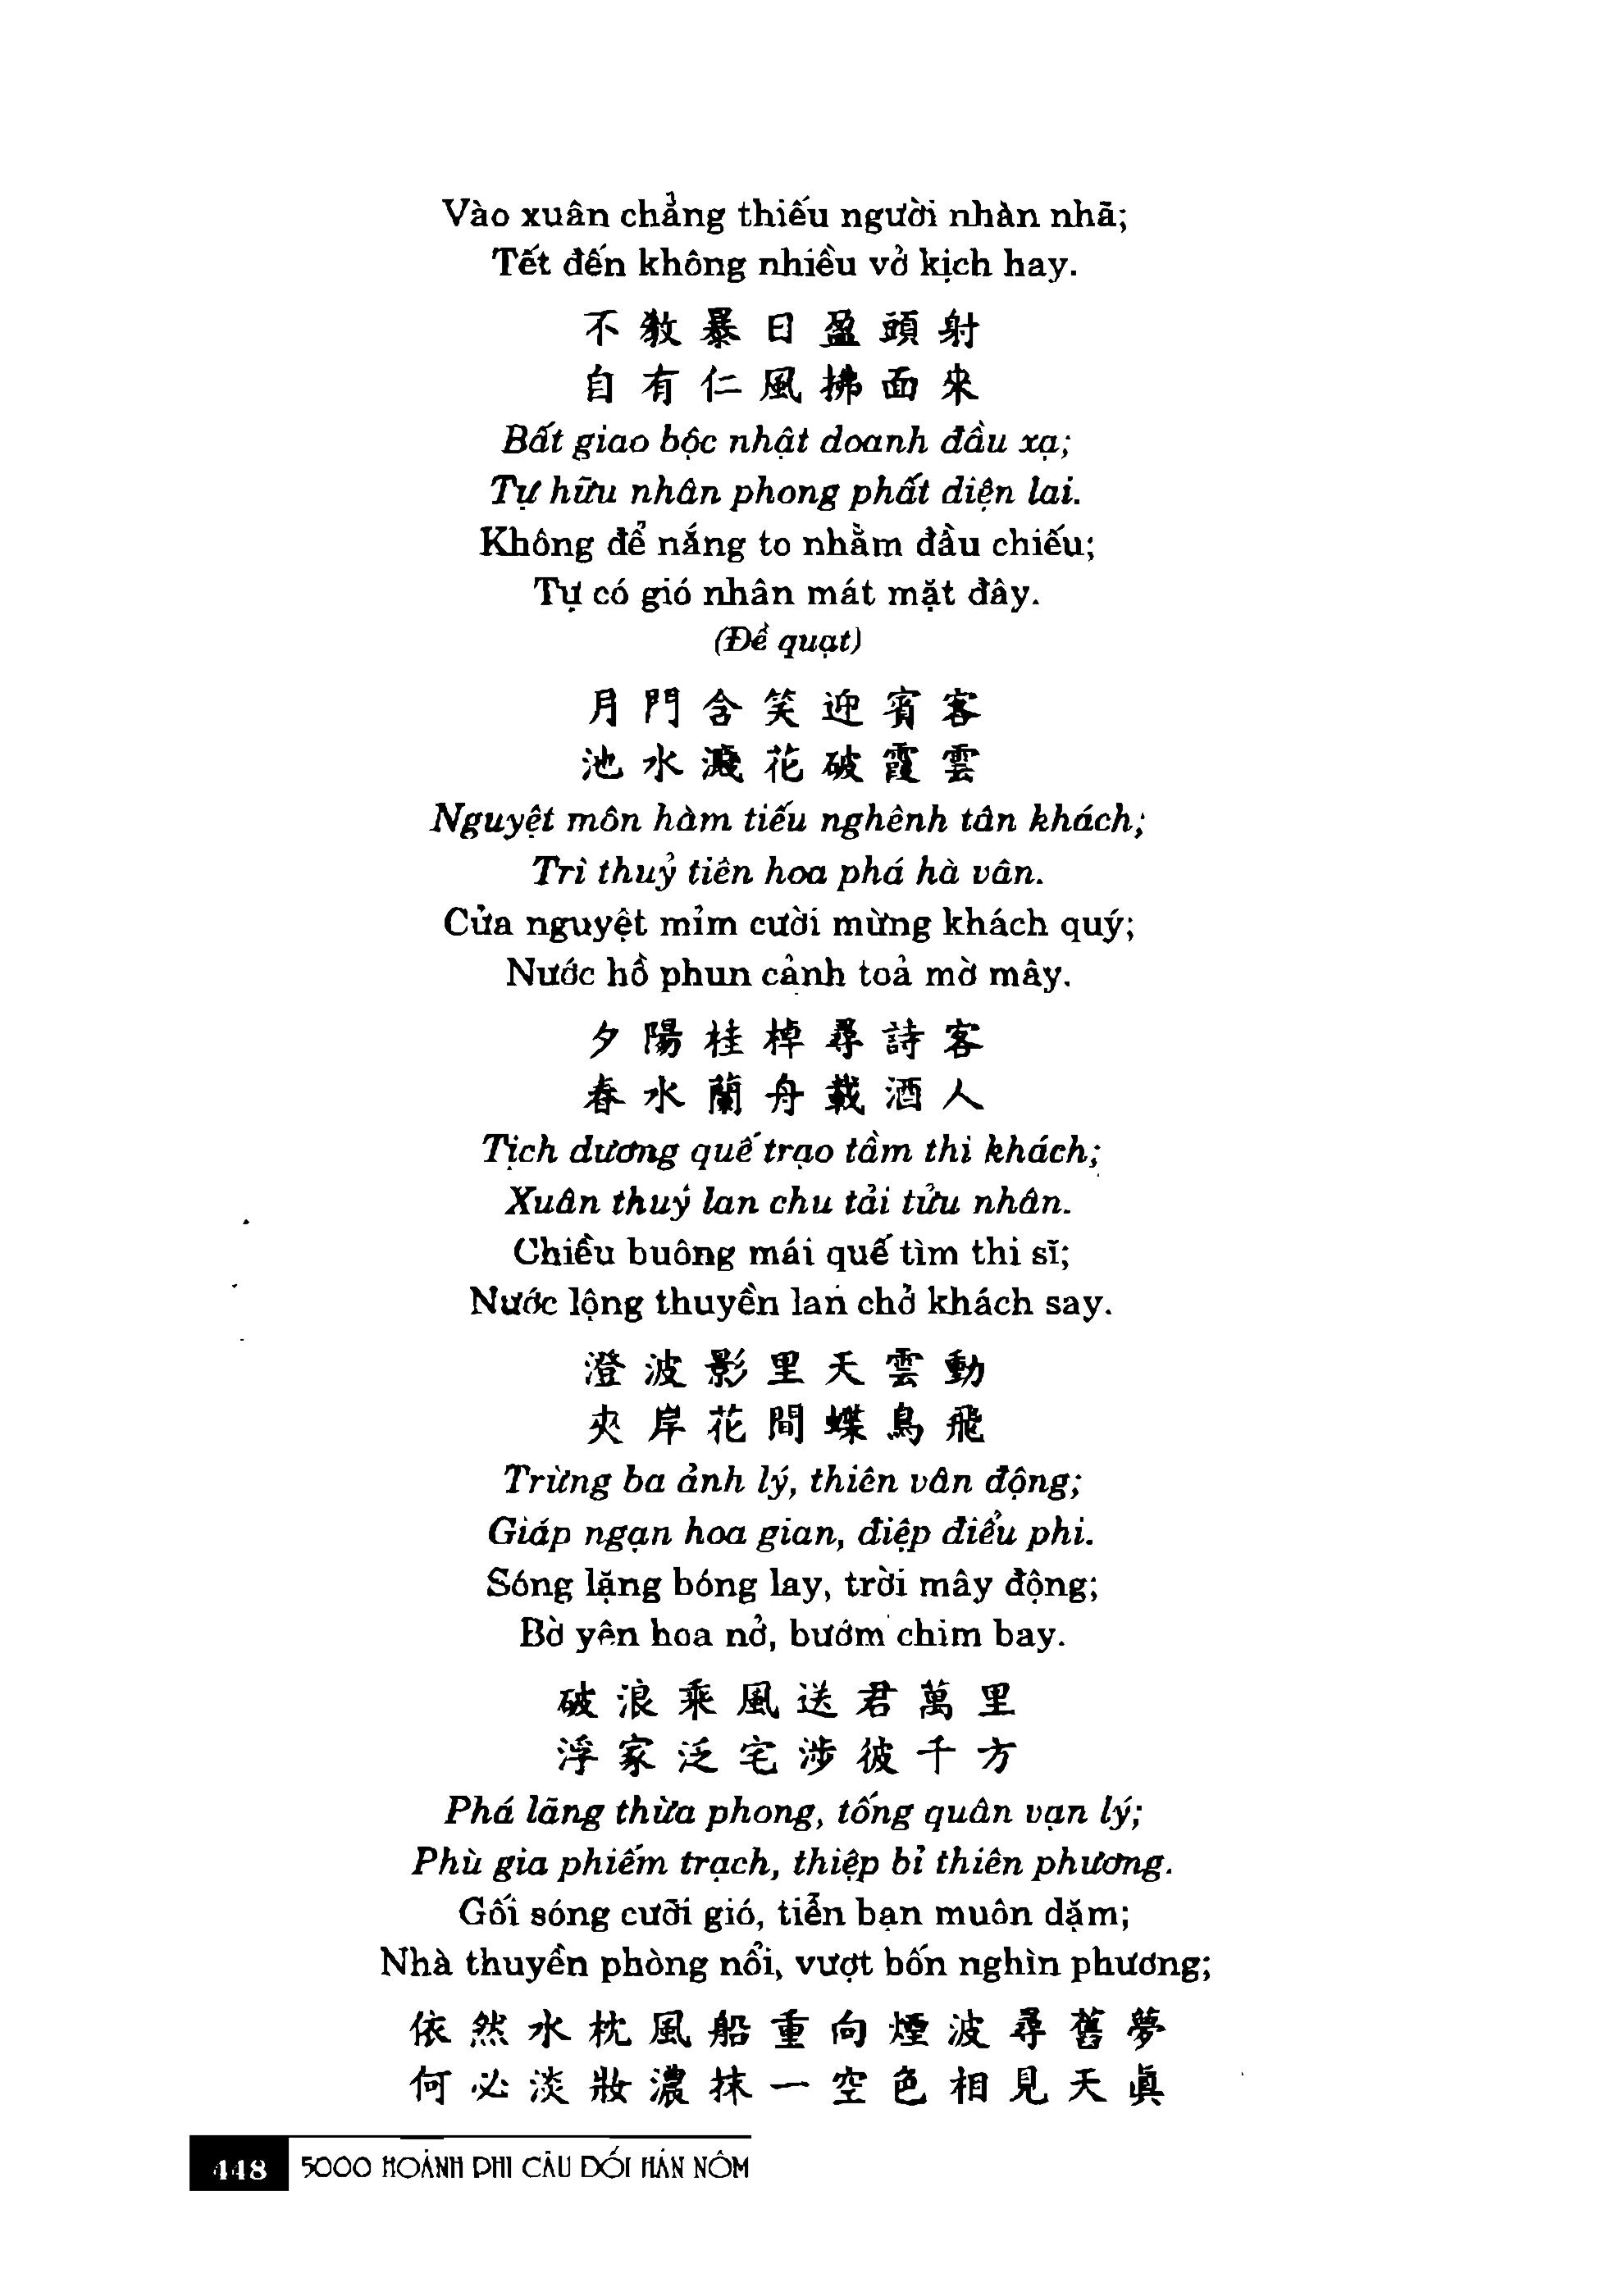 Vào xuân chẳng thiếu người nhàn nhã;
Tết đến không nhiều vở kịch hay.
不教暴日盈頭射
自有仁風拂面來
Bất giao bộc nhật doanh đầu xạ;
Tự hữu nhân phong phất diện lai.
Không để nắng to nhằm đầu chiếu;
Tự có gió nhân mát mặt đây.
(Đề quạt)
月門含笑迎賓客
池水濺花破霞雲
Nguyệt môn hàm tiếu nghênh tân khách;
Trì thuỷ tiên hoa phá hà vân.
Cửa nguyệt mỉm cười mừng khách quý;
Nước hồ phun cảnh toả mờ mây.
夕陽桂棹尋詩客
春水蘭舟載酒人
Tịch dương quế trạo tầm thi khách;
Xuân thuỷ lan chu tải tửu nhân.
Chiều buông mái quế tìm thi sĩ;
Nước lộng thuyền lan chở khách say.
澄波影里天雲動
夾岸花間蝶鳥飛
Trừng ba ảnh lý, thiên vân động;
Giáp ngạn hoa gian, điệp điểu phi.
Sóng lặng bóng lay, trời mây động;
Bờ yên hoa nở, bướm chim bay.
破浪乘風送君萬里
浮家泛宅涉彼千方
Phá lãng thừa phong, tống quân vạn lý;
Phù gia phiếm trạch, thiệp bỉ thiên phương.
Gối sóng cưỡi gió, tiễn bạn muôn dặm;
Nhà thuyền phòng nổi, vượt bốn nghìn phương;
依然水枕風船重向煙波尋舊夢
何必淡妝濃抹一空色相見天真
448 5000 HOÀNH PHI CÂU ĐỐI HÁN NÔM